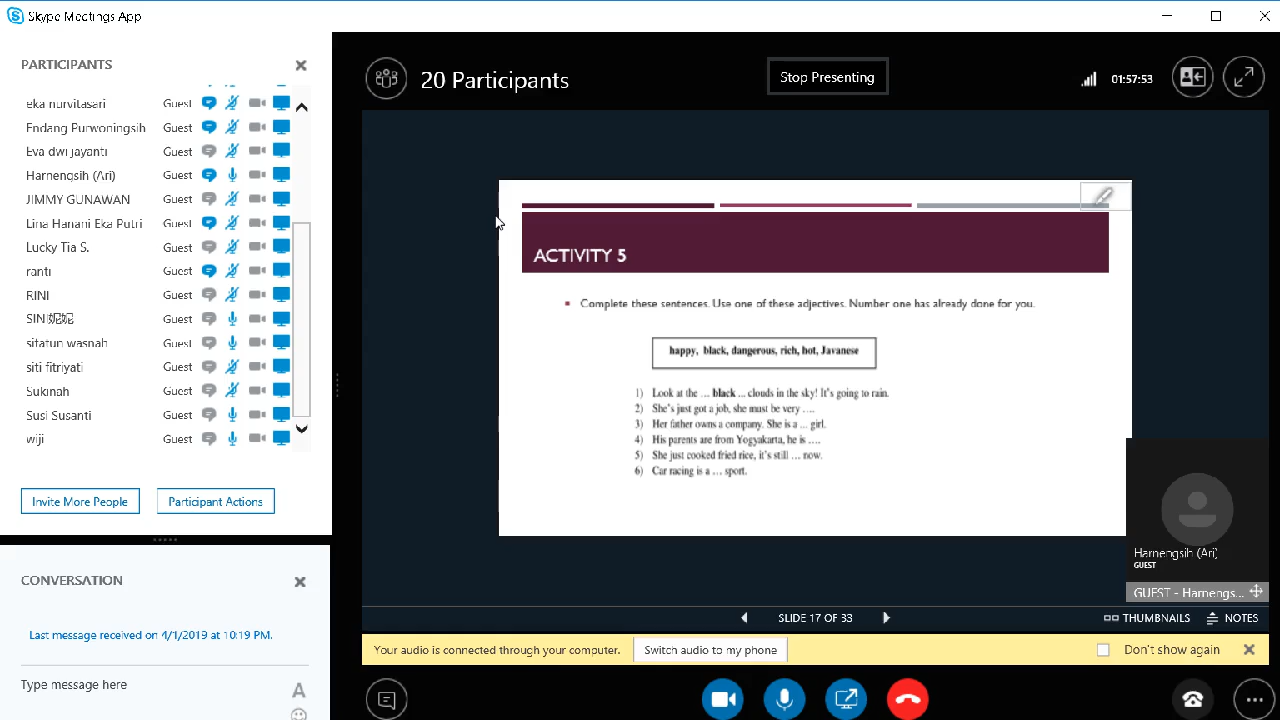 Skype Meetings App
PARTICIPANTS
eka nurvitasari Guest
Endang Purwoningsih Guest
Eva dwi jayanti Guest
Harnengsih (Ari) Guest
JIMMY GUNAWAN Guest
Lina Hanani Eka Putri Guest
Lucky Tia S. Guest
ranti Guest
RINI Guest
SIN妮妮 Guest
sitatun wasnah Guest
siti fitriyati Guest
Sukinah Guest
Susi Susanti Guest
wiji Guest
Invite More People
Participant Actions
CONVERSATION
Last message received on 4/1/2019 at 10:19 PM.
Type message here
A
20 Participants
Stop Presenting
01:57:53
ACTIVITY 5
Complete these sentences. Use one of these adjectives. Number one has already done for you.
happy, black, dangerous, rich, hot, Javanese
1) Look at the ... black ... clouds in the sky! It's going to rain.
2) She's just got a job, she must be very ....
3) Her father owns a company. She is a ... girl.
4) His parents are from Yogyakarta, he is ....
5) She just cooked fried rice, it's still ... now.
6) Car racing is a ... sport.
Harnengsih (Ari)
GUEST
GUEST - Harnengs...
SLIDE 17 OF 33
THUMBNAILS
NOTES
Your audio is connected through your computer.
Switch audio to my phone
Don't show again